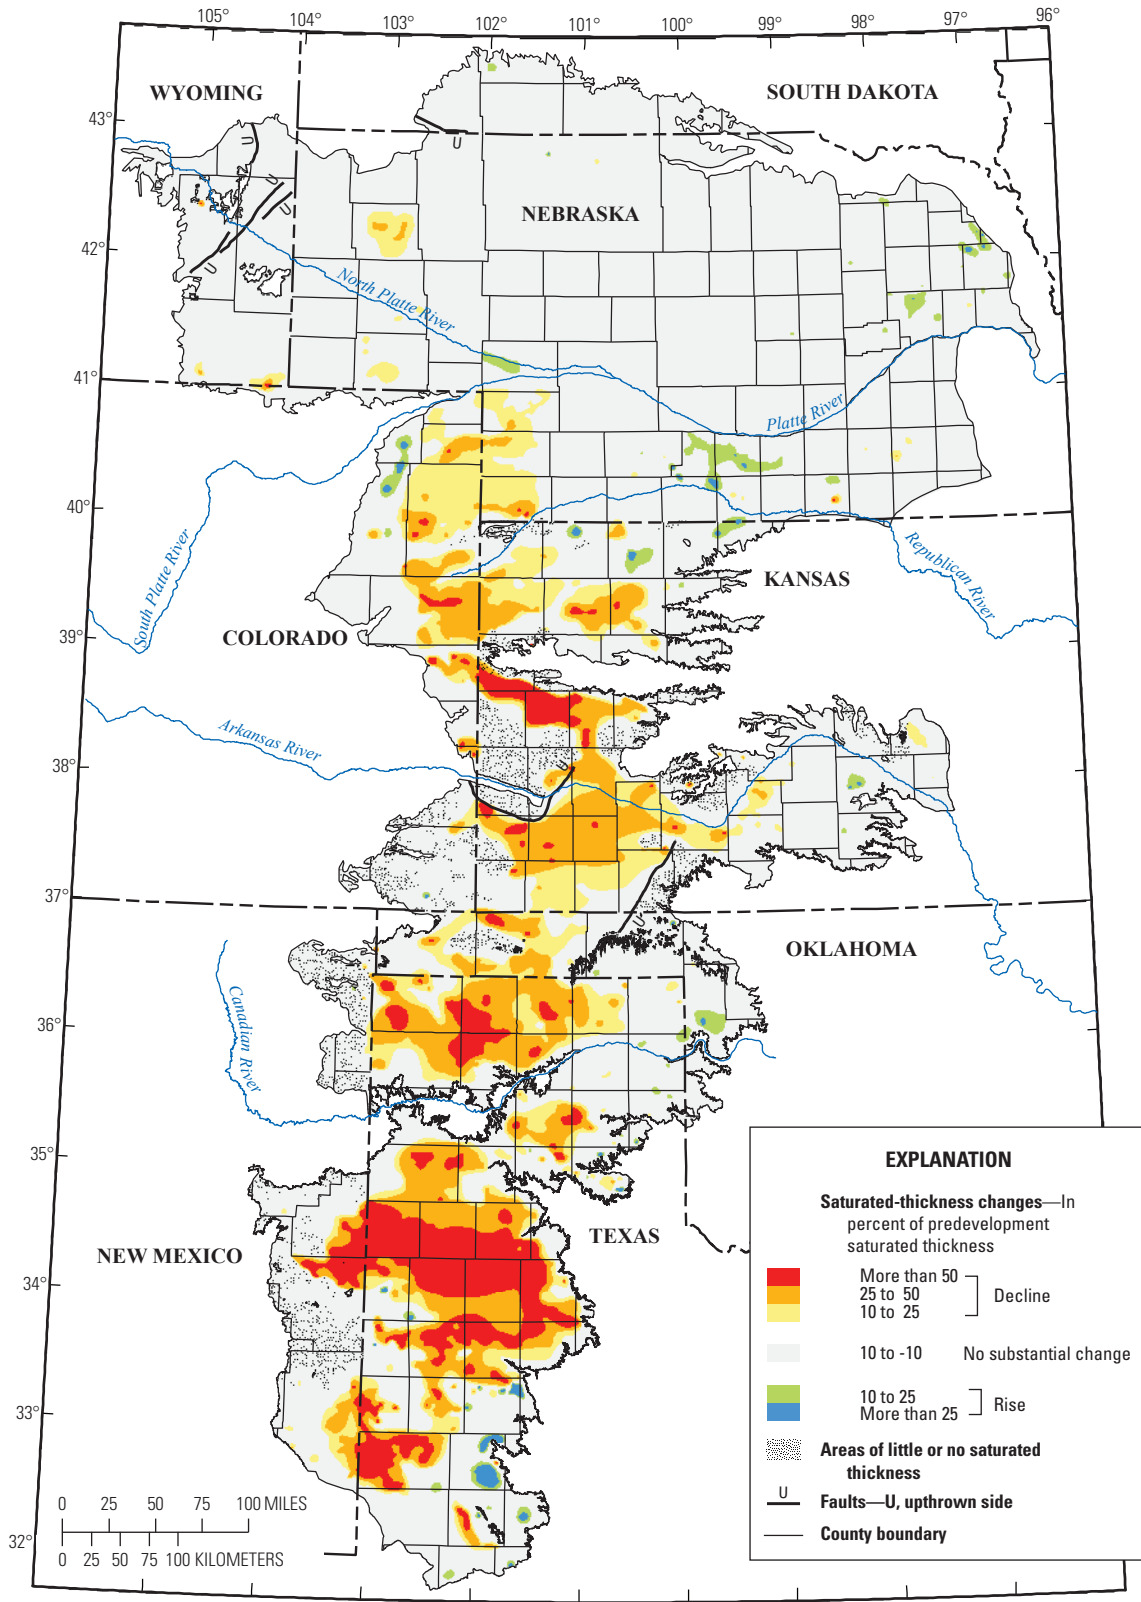 105° 104° 103° 102° 101° 100° 99° 98° 97° 96°
WYOMING
SOUTH DAKOTA
43°
U
U
U
U
U
NEBRASKA
42°
North Platte River
41°
Platte River
40°
South Platte River
Republican River
KANSAS
39°
COLORADO
Arkansas River
38°
U
37°
U
OKLAHOMA
Canadian River
36°
35°
TEXAS
NEW MEXICO
34°
33°
32°
EXPLANATION
Saturated-thickness changes—In
percent of predevelopment
saturated thickness
More than 50
25 to 50 Decline
10 to 25
10 to -10 No substantial change
10 to 25
More than 25 Rise
Areas of little or no saturated
thickness
U Faults—U, upthrown side
County boundary
0 25 50 75 100 MILES
0 25 50 75 100 KILOMETERS